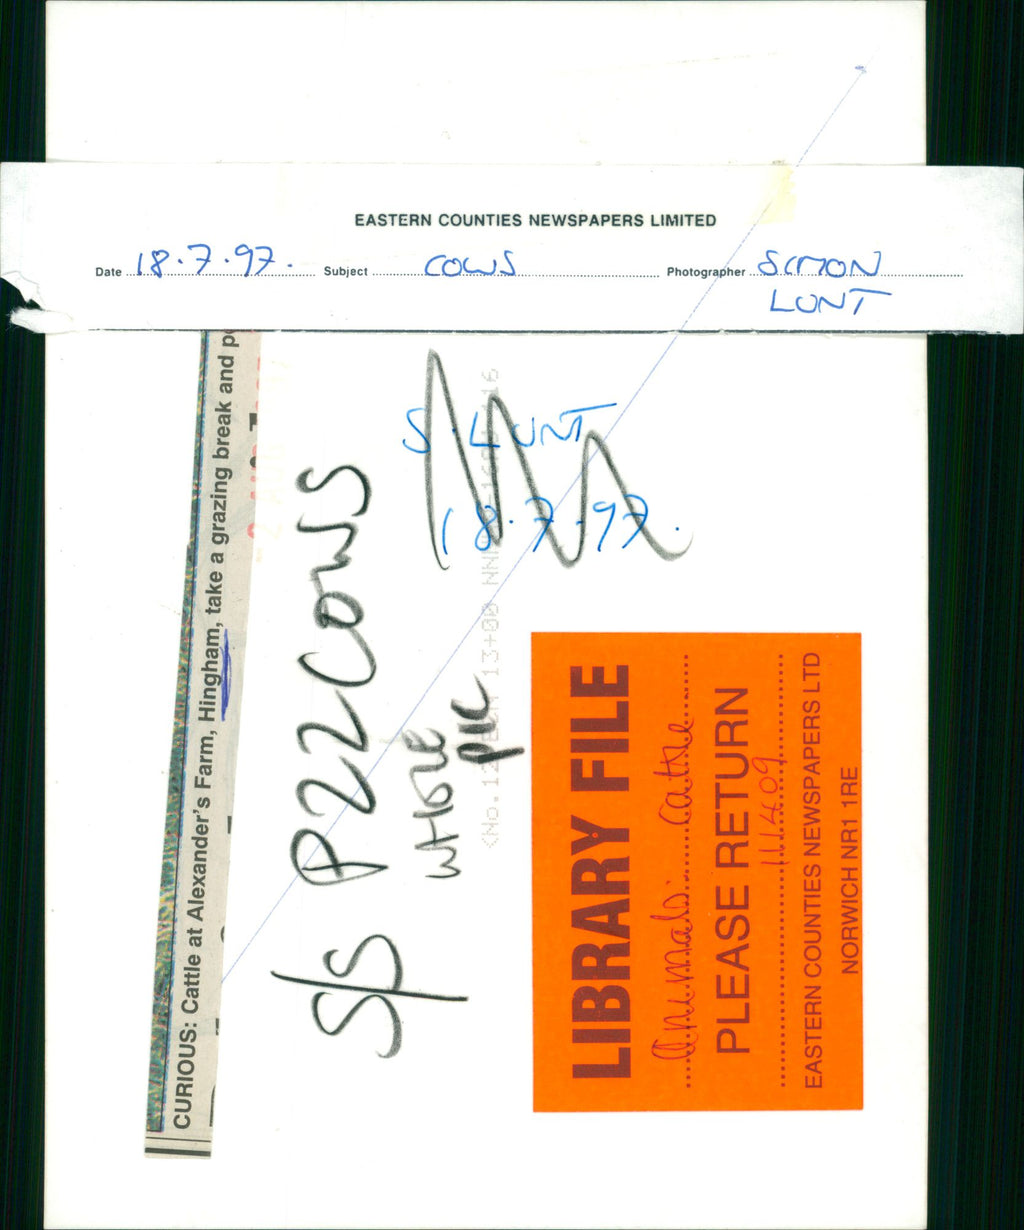 EASTERN COUNTIES NEWSPAPERS LIMITED
Date 18.7.97. Subject COWS Photographer SIMON
LUNT
CURIOUS: Cattle at Alexander's Farm, Hingham, take a grazing break and
S. LUNT
18.7.97.
S/S P22 COWS
WHOLE
PIC
LIBRARY FILE
Animals: Cattle
PLEASE RETURN
11409
EASTERN COUNTIES NEWSPAPERS LTD
NORWICH NR1 1RE